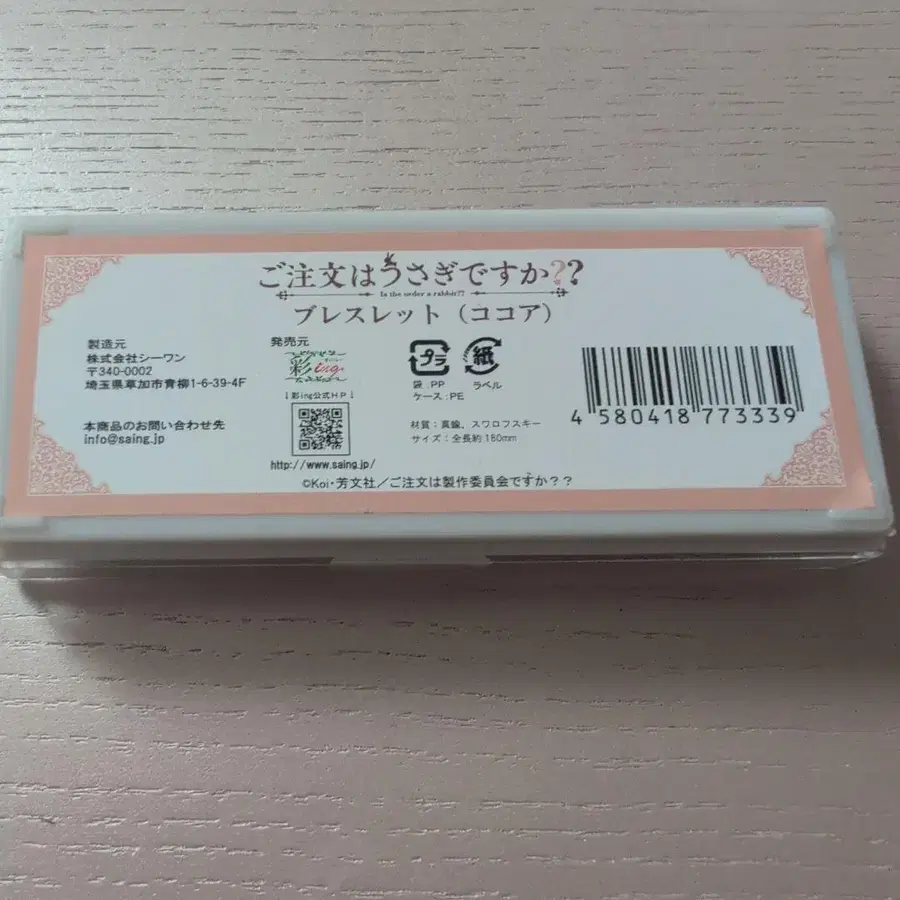 ご注文はうさぎですか??
Is the order a rabbit??
ブレスレット(ココア)
製造元
株式会社シーワン
〒340-0002
埼玉県草加市青柳1-6-39-4F
本商品のお問い合わせ先
info@saing.jp
発売元
彩ing
↓彩ing公式HP↓
http://www.saing.jp/
プラ
袋:PP
ケース:PE
紙
ラベル
材質:真鍮、スワロフスキー
サイズ:全長約180mm
4 580418 773339
©Koi・芳文社/ご注文は製作委員会ですか??